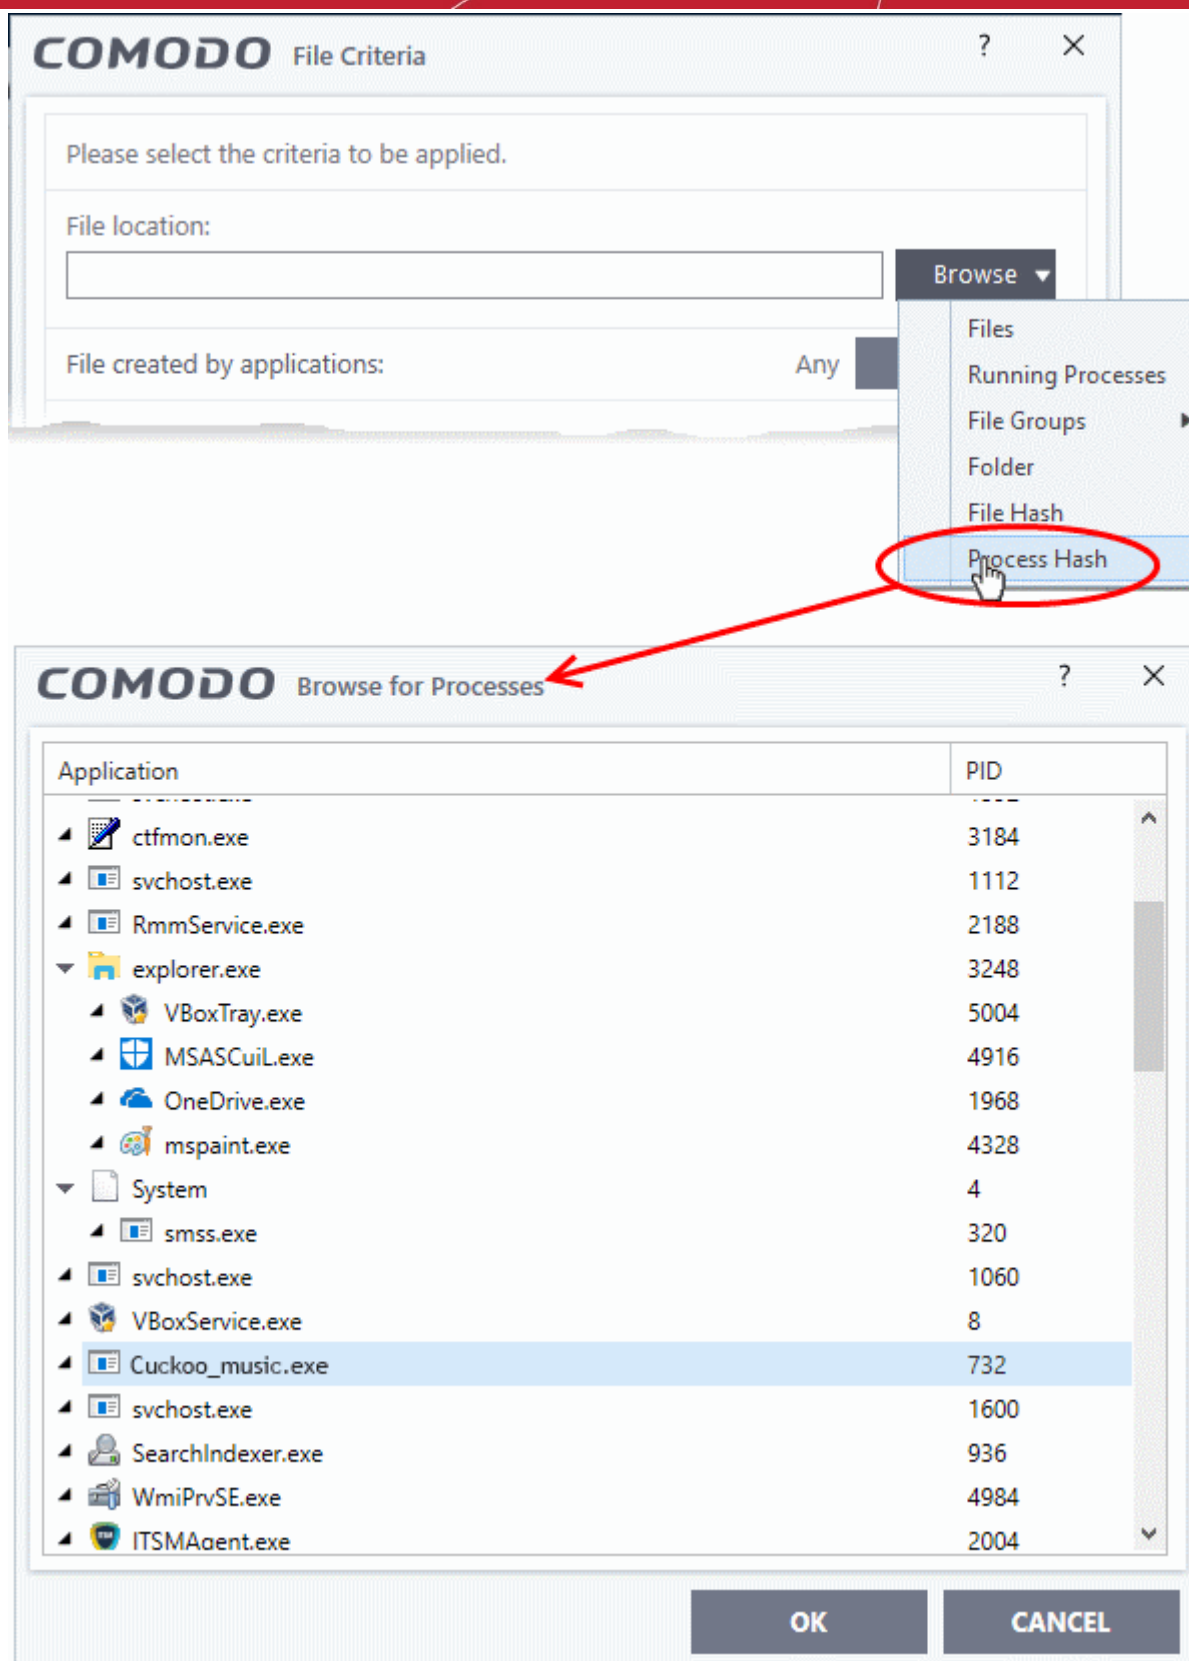 COMODO File Criteria ?
Please select the criteria to be applied.
File location:
Browse
Files
File created by applications: Any
Running Processes
File Groups
Folder
File Hash
Process Hash
COMODO Browse for Processes ?
Application PID
ctfmon.exe 3184
svchost.exe 1112
RmmService.exe 2188
explorer.exe 3248
VBoxTray.exe 5004
MSASCuiL.exe 4916
OneDrive.exe 1968
mspaint.exe 4328
System 4
smss.exe 320
svchost.exe 1060
VBoxService.exe 8
Cuckoo_music.exe 732
svchost.exe 1600
SearchIndexer.exe 936
WmiPrvSE.exe 4984
ITSMAgent.exe 2004
OK CANCEL